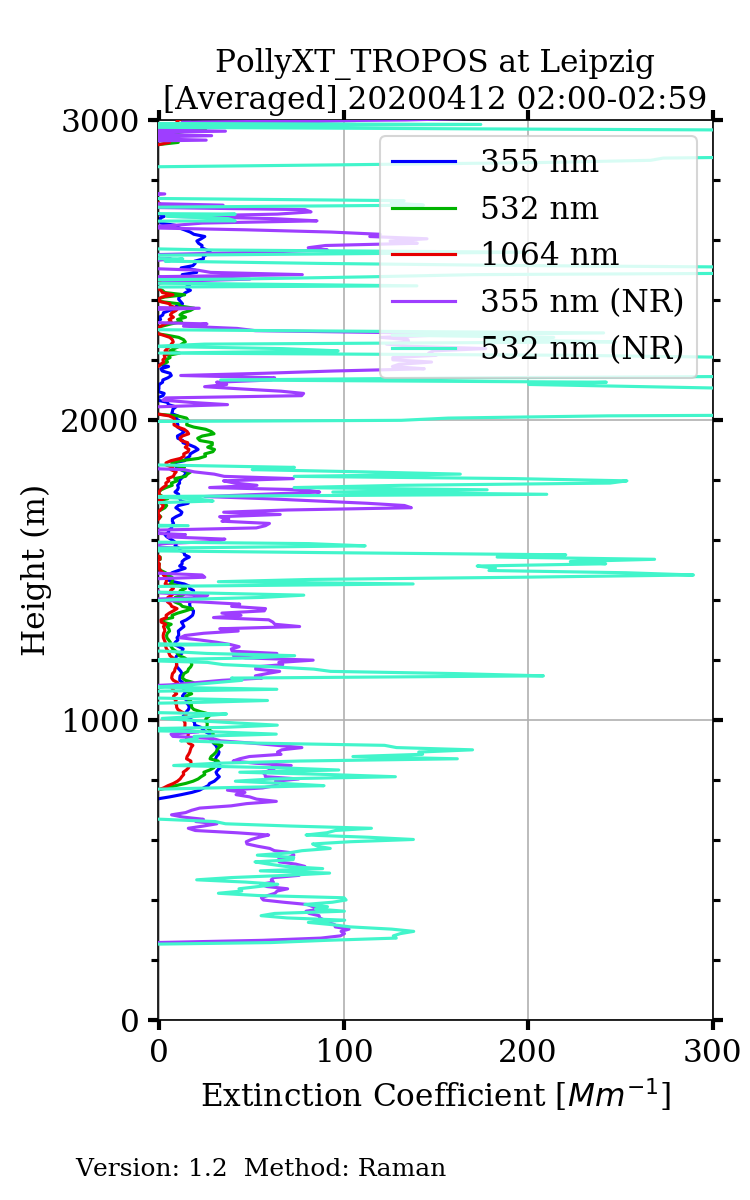 PollyXT_TROPOS at Leipzig
[Averaged] 20200412 02:00-02:59
3000
355 nm
532 nm
1064 nm
355 nm (NR)
532 nm (NR)
2000
Height (m)
1000
0
0 100 200 300
Extinction Coefficient [Mm⁻¹]
Version: 1.2 Method: Raman